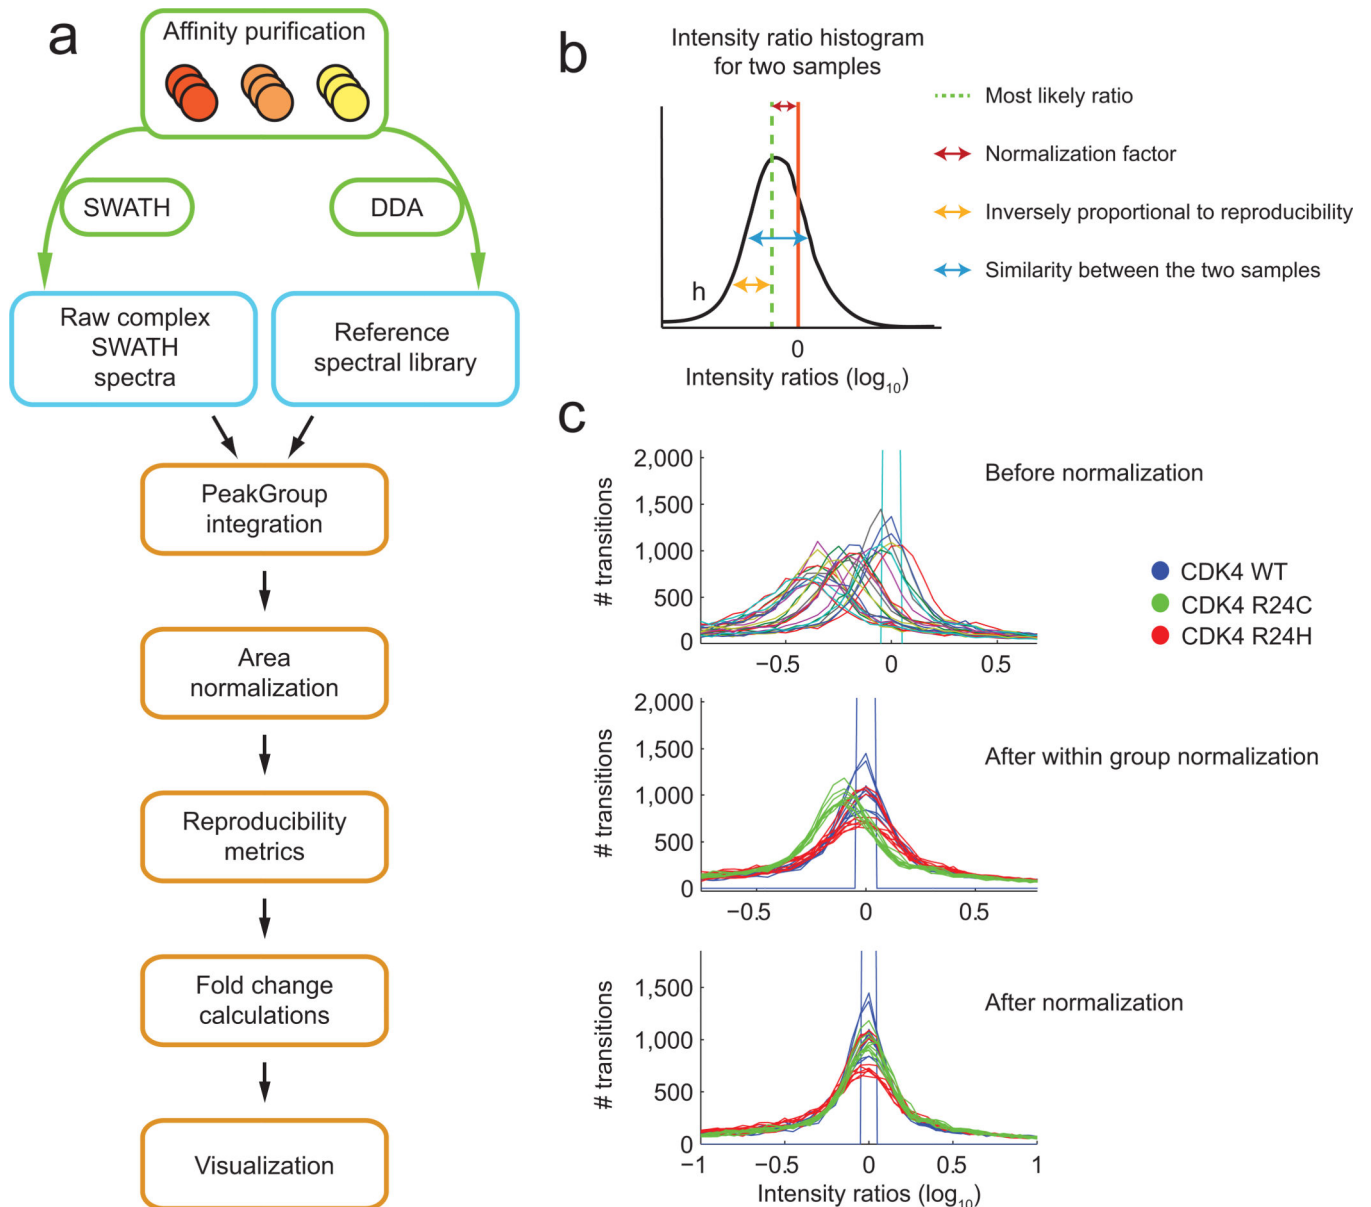 a
Affinity purification
SWATH
DDA
Raw complex
SWATH
spectra
Reference
spectral library
PeakGroup
integration
Area
normalization
Reproducibility
metrics
Fold change
calculations
Visualization
b
Intensity ratio histogram
for two samples
h
0
Intensity ratios (log10)
Most likely ratio
Normalization factor
Inversely proportional to reproducibility
Similarity between the two samples
c
# transitions
2,000
1,500
1,000
500
0
−0.5
0
0.5
Before normalization
CDK4 WT
CDK4 R24C
CDK4 R24H
# transitions
2,000
1,500
1,000
500
0
−0.5
0
0.5
After within group normalization
# transitions
1,500
1,000
500
0
−1
−0.5
0
0.5
1
Intensity ratios (log10)
After normalization